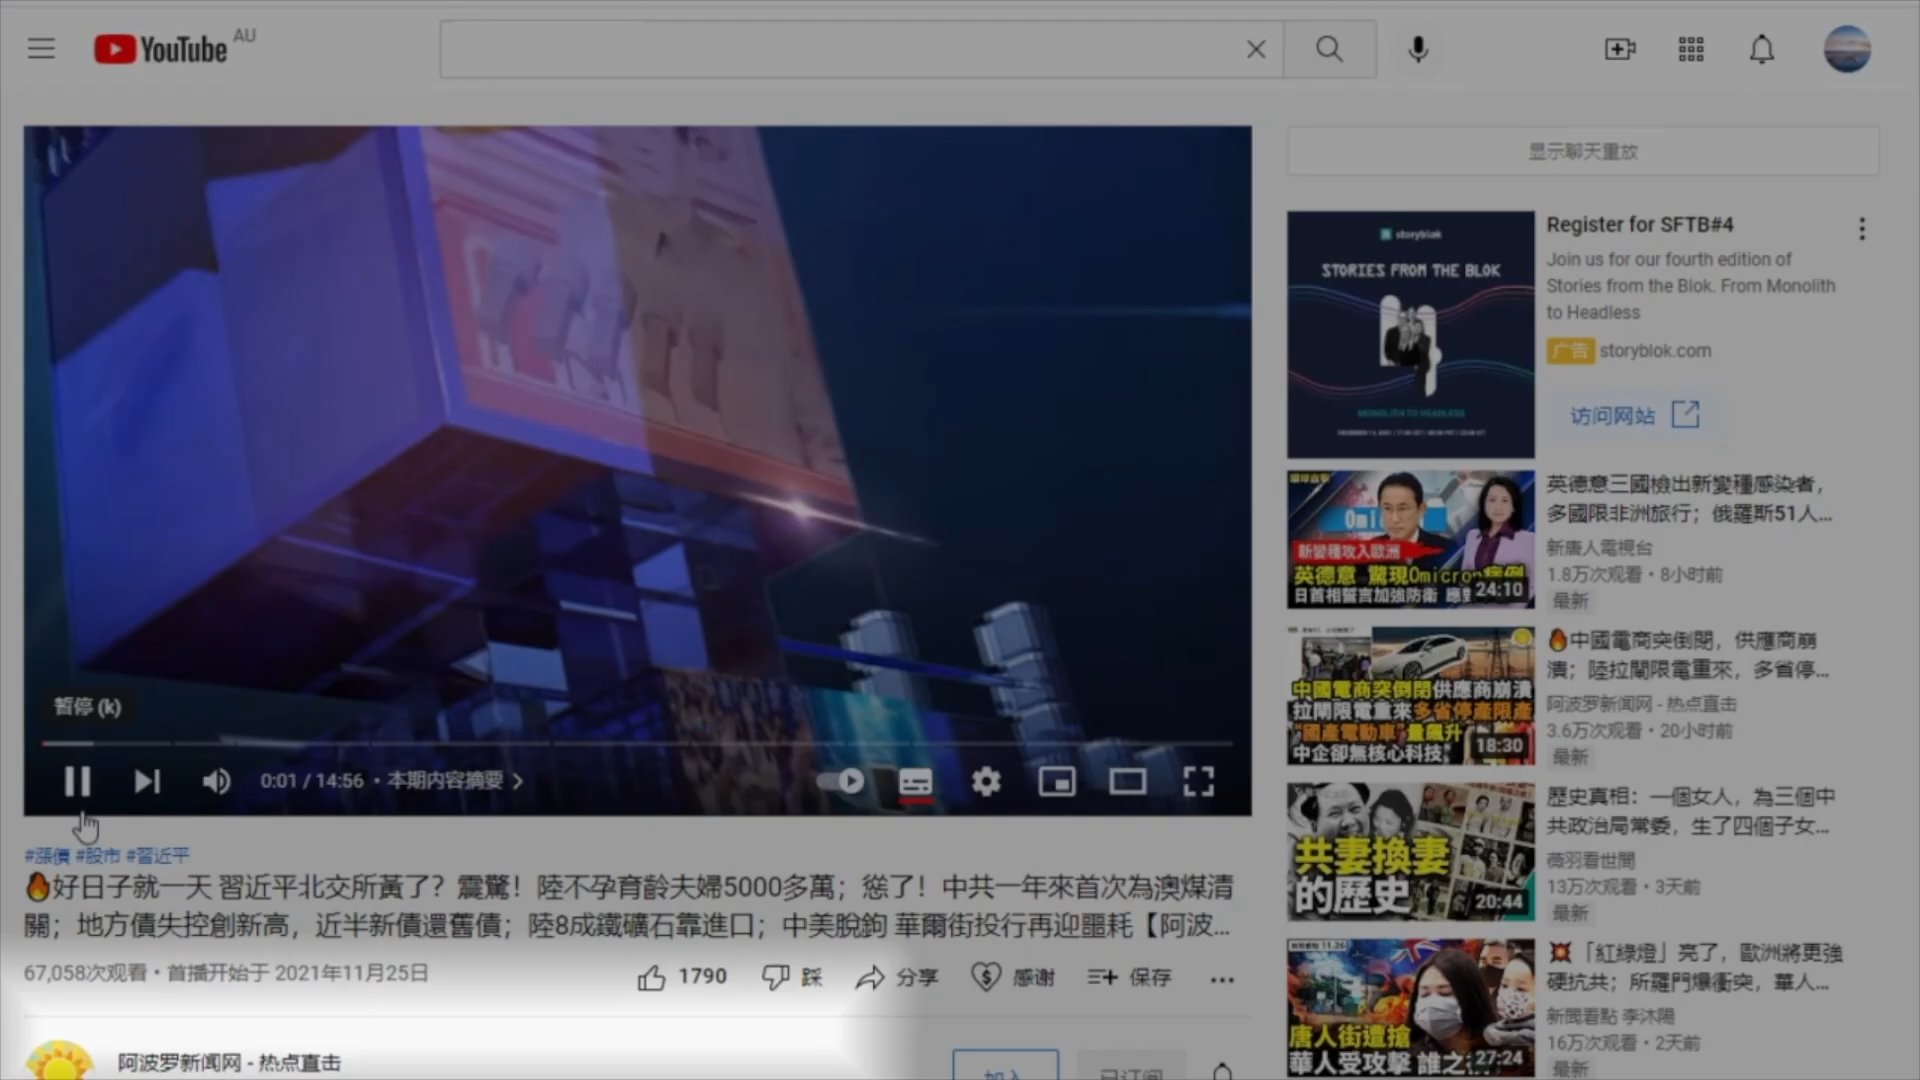 YouTube AU
显示聊天重放
storyblok
STORIES FROM THE BLOK
MONOLITH TO HEADLESS
Register for SFTB#4
Join us for our fourth edition of
Stories from the Blok. From Monolith
to Headless
广告 storyblok.com
访问网站
新變種攻入歐洲
英德意 驚現Omicron病例
日首相誓言加強防衛
24:10
英德意三國檢出新變種感染者，
多國限非洲旅行；俄羅斯51人...
新唐人電視台
1.8万次观看・8小时前
最新
中國電商突倒閉供應商崩潰
拉閘限電重來多省停產限產
"國產電動車"量飆升
中企卻無核心科技
18:30
🔥中國電商突倒閉，供應商崩
潰；陸拉閘限電重來，多省停...
阿波罗新闻网 - 热点直击
3.6万次观看・20小时前
最新
共妻換妻
的歷史
20:44
歷史真相：一個女人，為三個中
共政治局常委，生了四個子女...
薇羽看世間
13万次观看・3天前
最新
唐人街遭搶
華人受攻擊 誰之
27:24
💥「紅綠燈」亮了，歐洲將更強
硬抗共；所羅門爆衝突，華人...
新聞看點 李沐陽
16万次观看・2天前
最新
暂停 (k)
0:01 / 14:56・本期内容摘要
#漲價 #股市 #習近平
🔥好日子就一天 習近平北交所黃了？震驚！陸不孕育齡夫婦5000多萬；慫了！中共一年來首次為澳煤清
關；地方債失控創新高，近半新債還舊債；陸8成鐵礦石靠進口；中美脫鉤 華爾街投行再迎噩耗【阿波...
67,058次观看・首播开始于 2021年11月25日
1790 踩 分享 感谢 保存
阿波罗新闻网 - 热点直击
加入 已订阅